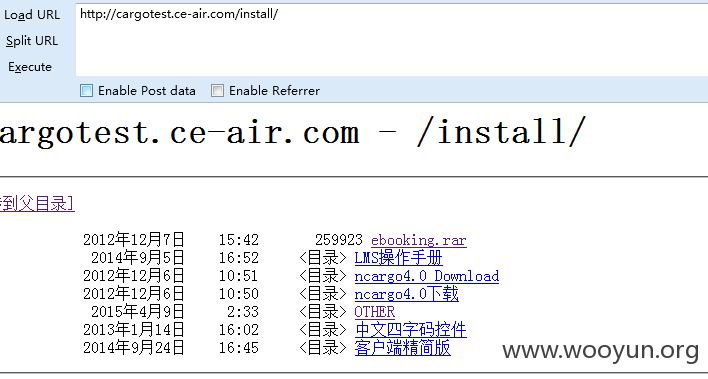 Load URL
http://cargotest.ce-air.com/install/
Split URL
Execute
Enable Post data Enable Referrer
argotest.ce-air.com - /install/
到父目录]
2012年12月7日 15:42 259923 ebooking.rar
2014年9月5日 16:52 <目录> LMS操作手册
2012年12月6日 10:51 <目录> ncargo4.0 Download
2012年12月6日 10:50 <目录> ncargo4.0下载
2015年4月9日 2:33 <目录> OTHER
2013年1月14日 16:02 <目录> 中文四字码控件
2014年9月24日 16:45 <目录> 客户端精简版
www.wooyun.org